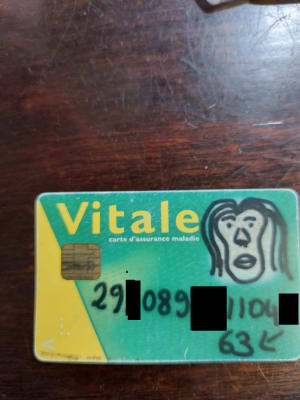 Vitale
carte d'assurance maladie
29 089 1104
63 K